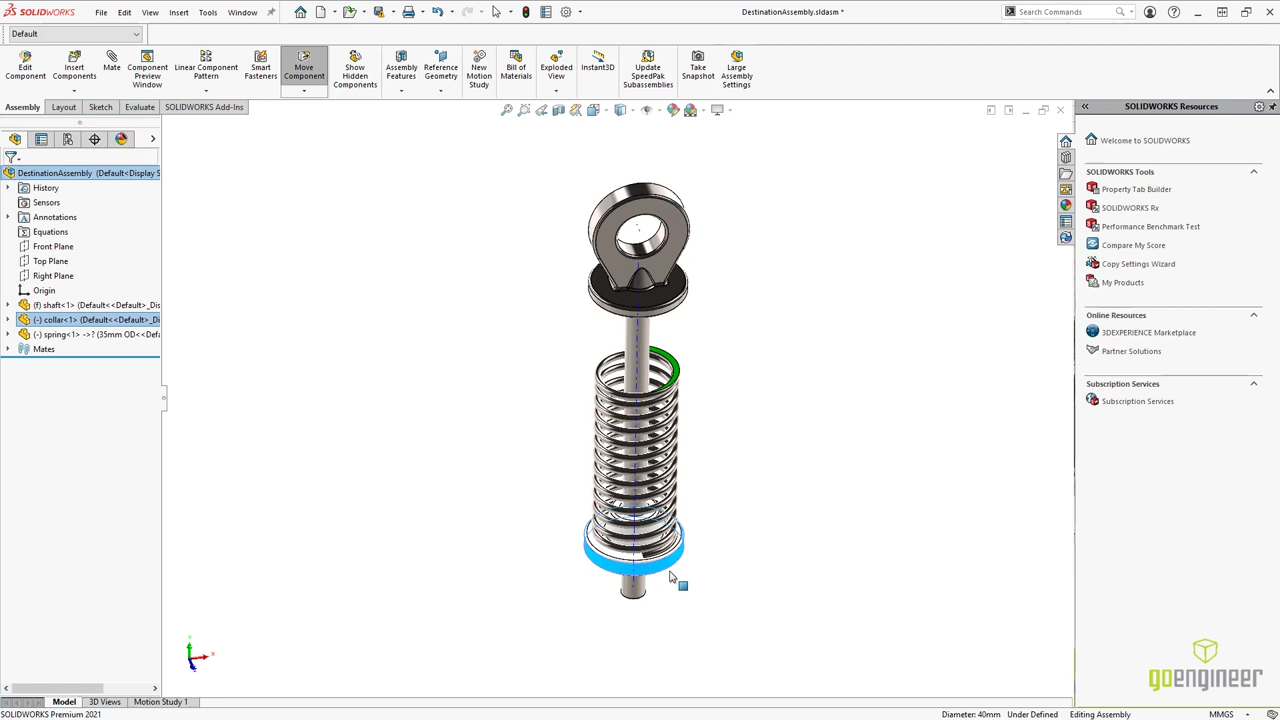 SOLIDWORKS
File Edit View Insert Tools Window
DestinationAssembly.sldasm *
Search Commands
Default
Edit Component
Insert Components
Mate
Component Preview Window
Linear Component Pattern
Smart Fasteners
Move Component
Show Hidden Components
Assembly Features
Reference Geometry
New Motion Study
Bill of Materials
Exploded View
Instant3D
Update SpeedPak Subassemblies
Take Snapshot
Large Assembly Settings
Assembly Layout Sketch Evaluate SOLIDWORKS Add-Ins
DestinationAssembly (Default<Display S
History
Sensors
Annotations
Equations
Front Plane
Top Plane
Right Plane
Origin
(f) shaft<1> (Default<<Default>_Dis
(-) collar<1> (Default<<Default>_Di
(-) spring<1> ->? (35mm OD<<Defa
Mates
SOLIDWORKS Resources
Welcome to SOLIDWORKS
SOLIDWORKS Tools
Property Tab Builder
SOLIDWORKS Rx
Performance Benchmark Test
Compare My Score
Copy Settings Wizard
My Products
Online Resources
3DEXPERIENCE Marketplace
Partner Solutions
Subscription Services
Subscription Services
Y
X
goengineer
Model 3D Views Motion Study 1
SOLIDWORKS Premium 2021
Diameter: 40mm Under Defined Editing Assembly MMGS